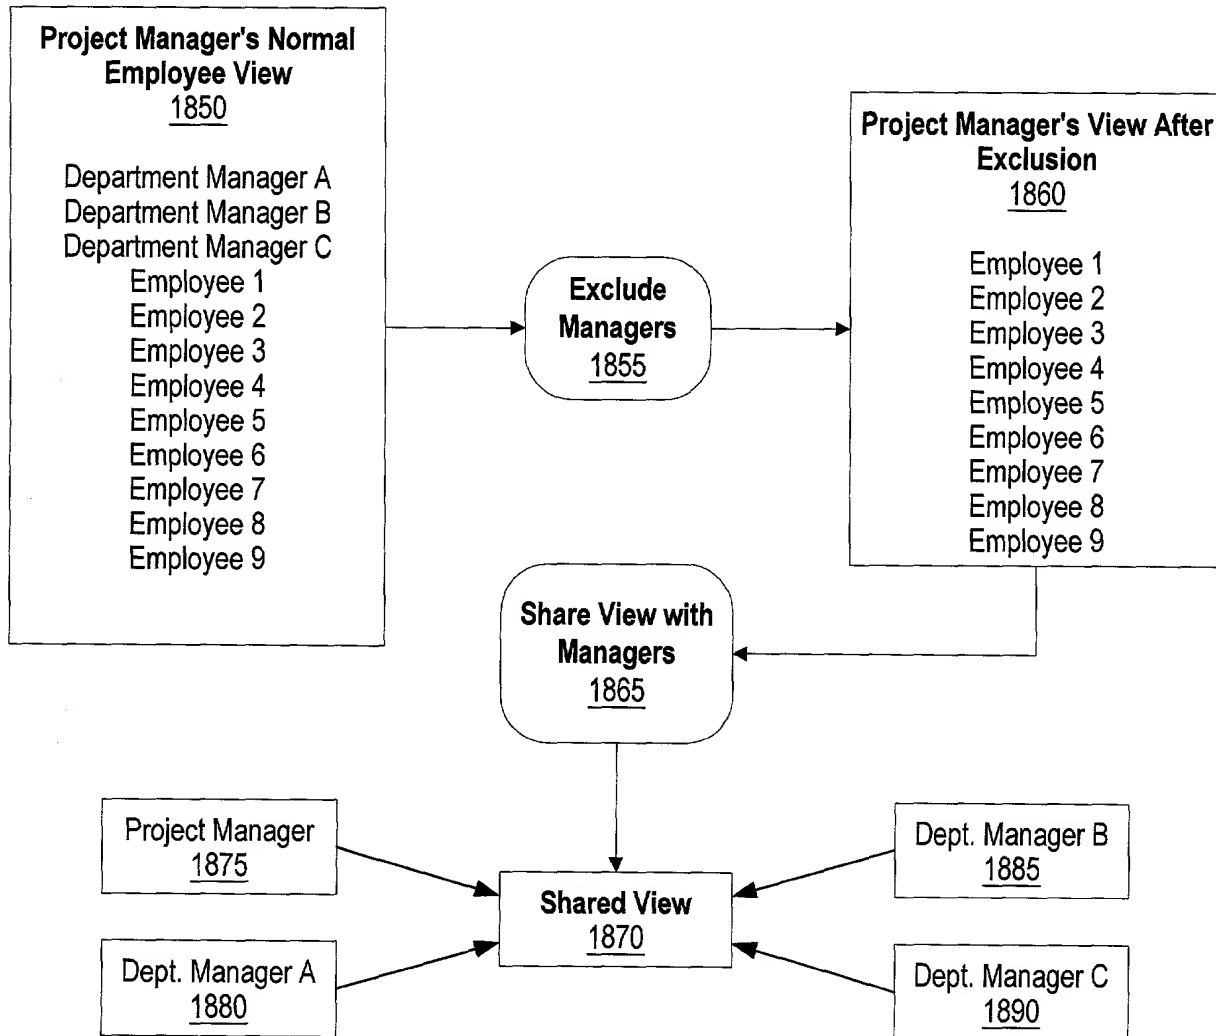 Project Manager's Normal
Employee View
1850
Department Manager A
Department Manager B
Department Manager C
Employee 1
Employee 2
Employee 3
Employee 4
Employee 5
Employee 6
Employee 7
Employee 8
Employee 9
Exclude
Managers
1855
Project Manager's View After
Exclusion
1860
Employee 1
Employee 2
Employee 3
Employee 4
Employee 5
Employee 6
Employee 7
Employee 8
Employee 9
Share View with
Managers
1865
Project Manager
1875
Dept. Manager A
1880
Shared View
1870
Dept. Manager B
1885
Dept. Manager C
1890